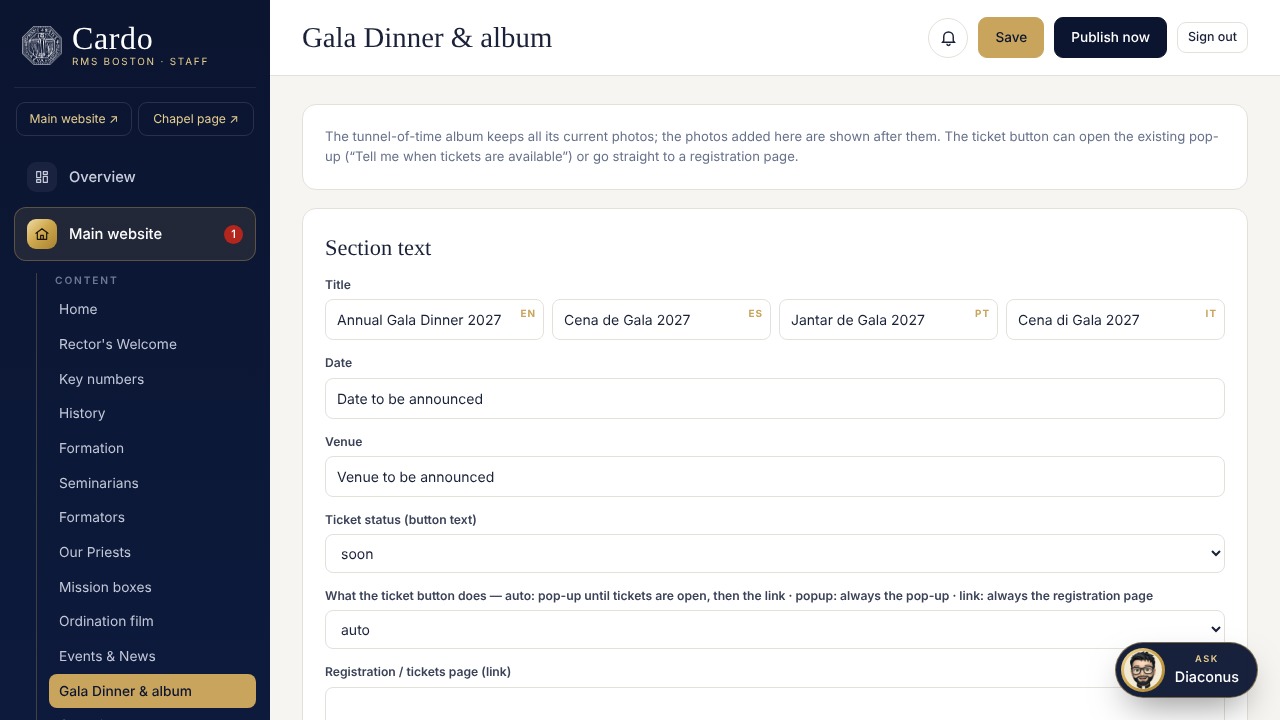 Cardo
RMS BOSTON · STAFF
Main website ↗
Chapel page ↗
Overview
Main website
1
CONTENT
Home
Rector's Welcome
Key numbers
History
Formation
Seminarians
Formators
Our Priests
Mission boxes
Ordination film
Events & News
Gala Dinner & album
Gala Dinner & album
Save
Publish now
Sign out
The tunnel-of-time album keeps all its current photos; the photos added here are shown after them. The ticket button can open the existing pop-
up (“Tell me when tickets are available”) or go straight to a registration page.
Section text
Title
Annual Gala Dinner 2027 EN
Cena de Gala 2027 ES
Jantar de Gala 2027 PT
Cena di Gala 2027 IT
Date
Date to be announced
Venue
Venue to be announced
Ticket status (button text)
soon
What the ticket button does — auto: pop-up until tickets are open, then the link · popup: always the pop-up · link: always the registration page
auto
Registration / tickets page (link)
ASK
Diaconus